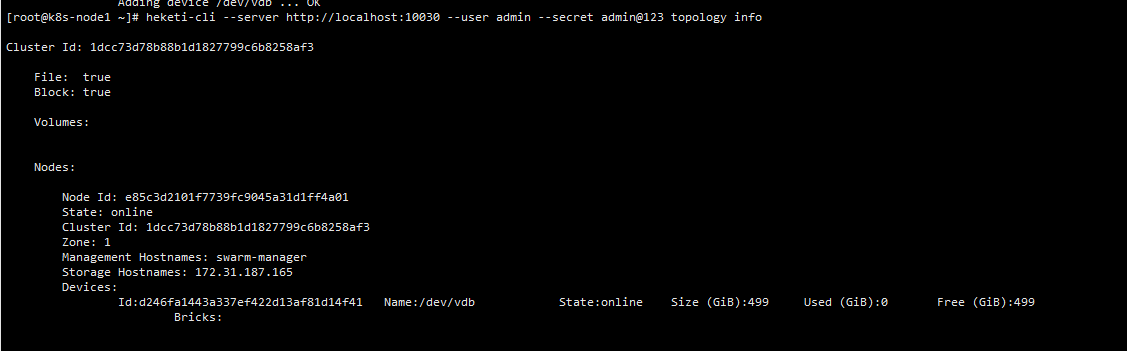 Adding device /dev/vdb ... OK
[root@k8s-node1 ~]# heketi-cli --server http://localhost:10030 --user admin --secret admin@123 topology info
Cluster Id: 1dcc73d78b88b1d1827799c6b8258af3
File:  true
Block: true
Volumes:
Nodes:
Node Id: e85c3d2101f7739fc9045a31d1ff4a01
State: online
Cluster Id: 1dcc73d78b88b1d1827799c6b8258af3
Zone: 1
Management Hostnames: swarm-manager
Storage Hostnames: 172.31.187.165
Devices:
Id:d246fa1443a337ef422d13af81d14f41   Name:/dev/vdb            State:online    Size (GiB):499     Used (GiB):0       Free (GiB):499
Bricks: